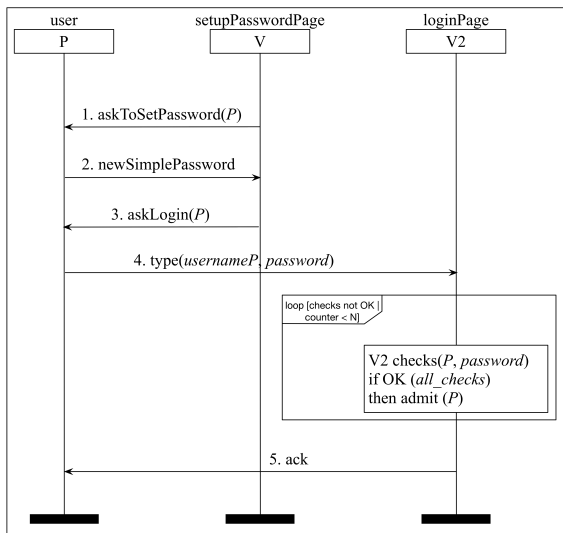 user setupPasswordPage loginPage
P V V2
1. askToSetPassword(P)
2. newSimplePassword
3. askLogin(P)
4. type(usernameP, password)
loop [checks not OK |
counter < N]
V2 checks(P, password)
if OK (all_checks)
then admit (P)
5. ack